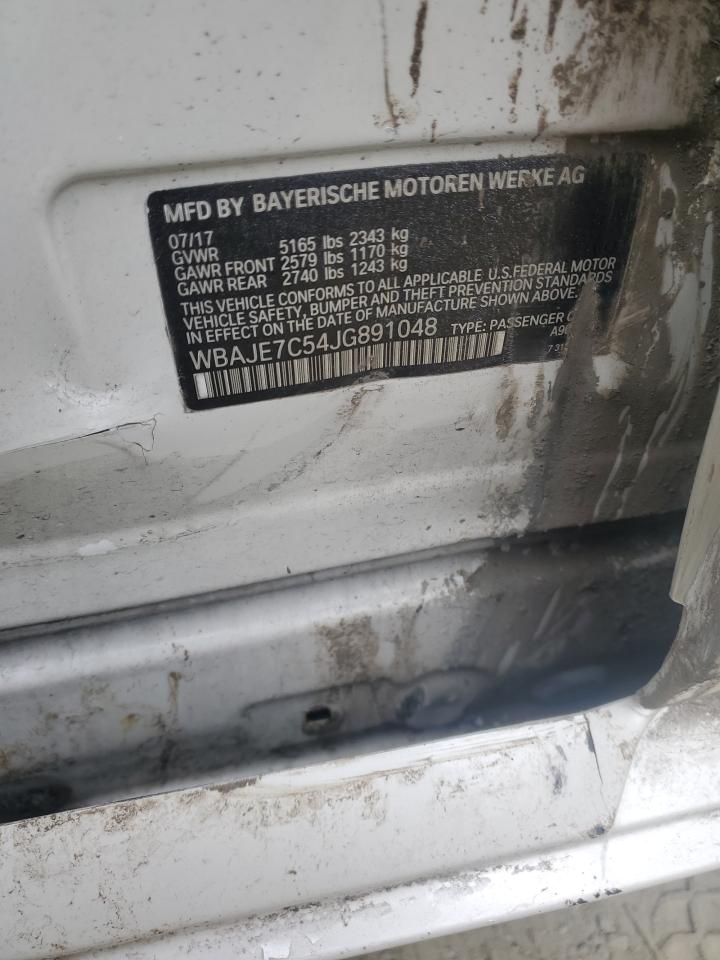 MFD BY BAYERISCHE MOTOREN WERKE AG
07/17
GVWR 5165 lbs 2343 kg
GAWR FRONT 2579 lbs 1170 kg
GAWR REAR 2740 lbs 1243 kg
THIS VEHICLE CONFORMS TO ALL APPLICABLE U.S.FEDERAL MOTOR
VEHICLE SAFETY, BUMPER AND THEFT PREVENTION STANDARDS
IN EFFECT ON THE DATE OF MANUFACTURE SHOWN ABOVE.
WBAJE7C54JG891048 TYPE: PASSENGER